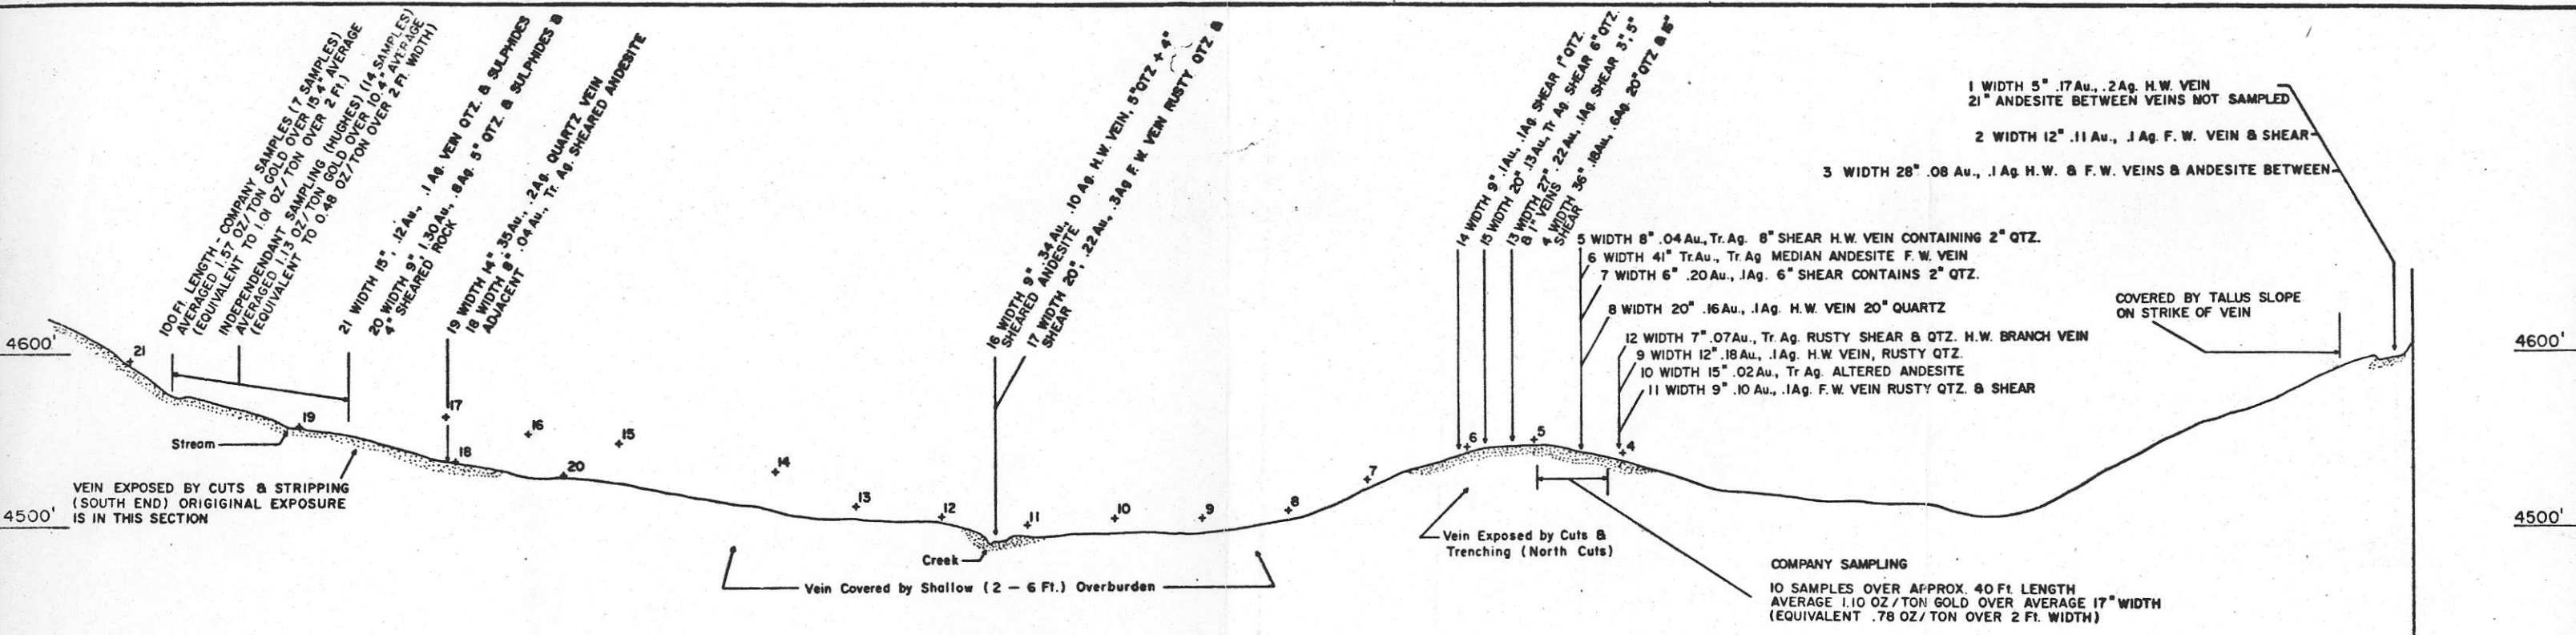 100 Ft. LENGTH - COMPANY SAMPLES (7 SAMPLES)
AVERAGED 1.57 OZ/TON GOLD OVER 15.4" AVERAGE
(EQUIVALENT TO 1.01 OZ/TON OVER 2 Ft.)
INDEPENDANT SAMPLING (HUGHES) (14 SAMPLES)
AVERAGED 1.13 OZ/TON GOLD OVER 10.4" AVERAGE
(EQUIVALENT TO 0.48 OZ/TON OVER 2 Ft. WIDTH)
21 WIDTH 15", .12 Au., .1 Ag. VEIN QTZ. & SULPHIDES
20 WIDTH 9", 1.30 Au., .8 Ag. 5" QTZ. & SULPHIDES &
4" SHEARED ROCK
19 WIDTH 14" .35 Au., .2 Ag. QUARTZ VEIN
18 WIDTH 8" .04 Au., Tr. Ag. SHEARED ANDESITE
ADJACENT
16 WIDTH 9" .34 Au., .10 Ag. H.W. VEIN, 5" QTZ + 4"
SHEARED ANDESITE
17 WIDTH 20", .22 Au., .3 Ag F.W. VEIN RUSTY QTZ &
SHEAR
14 WIDTH 9" .1 Au., .1 Ag. SHEAR 1" QTZ.
15 WIDTH 20" .13 Au., Tr Ag. SHEAR 6" QTZ.
13 WIDTH 27" .22 Au., .1 Ag. SHEAR 3", 5"
& 1" VEINS
4 WIDTH 36" .18 Au., .6 Ag. 20" QTZ & 16"
SHEAR
1 WIDTH 5" .17 Au., .2 Ag. H.W. VEIN
21" ANDESITE BETWEEN VEINS NOT SAMPLED
2 WIDTH 12" .11 Au., .1 Ag F.W. VEIN & SHEAR
3 WIDTH 28" .08 Au., .1 Ag H.W. & F.W. VEINS & ANDESITE BETWEEN
5 WIDTH 8" .04 Au., Tr. Ag. 8" SHEAR H.W. VEIN CONTAINING 2" QTZ.
6 WIDTH 41" Tr. Au., Tr. Ag MEDIAN ANDESITE F.W. VEIN
7 WIDTH 6" .20 Au., .1 Ag. 6" SHEAR CONTAINS 2" QTZ.
8 WIDTH 20" .16 Au., .1 Ag. H.W. VEIN 20" QUARTZ
12 WIDTH 7" .07 Au., Tr. Ag. RUSTY SHEAR & QTZ. H.W. BRANCH VEIN
9 WIDTH 12" .18 Au., .1 Ag. H.W. VEIN, RUSTY QTZ.
10 WIDTH 15" .02 Au., Tr Ag. ALTERED ANDESITE
11 WIDTH 9" .10 Au., .1 Ag. F.W. VEIN RUSTY QTZ. & SHEAR
COVERED BY TALUS SLOPE
ON STRIKE OF VEIN
4600'
4600'
4500'
4500'
21
19
17
18
16
15
20
14
13
12
11
10
9
8
7
6
5
4
Stream
VEIN EXPOSED BY CUTS & STRIPPING
(SOUTH END) ORIGIGINAL EXPOSURE
IS IN THIS SECTION
Creek
Vein Covered by Shallow (2 - 6 Ft.) Overburden
Vein Exposed by Cuts &
Trenching (North Cuts)
COMPANY SAMPLING
10 SAMPLES OVER APPROX. 40 Ft. LENGTH
AVERAGE 1.10 OZ/TON GOLD OVER AVERAGE 17" WIDTH
(EQUIVALENT .78 OZ/TON OVER 2 Ft. WIDTH)